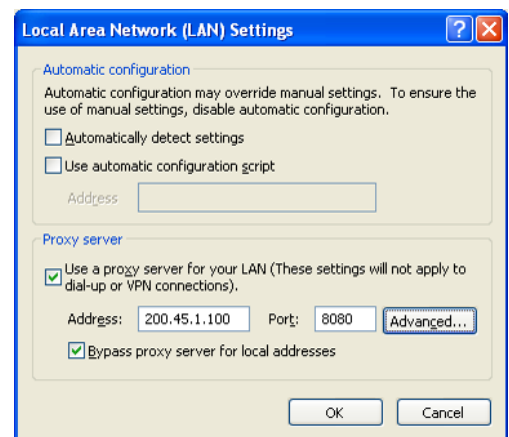 Local Area Network (LAN) Settings
Automatic configuration
Automatic configuration may override manual settings. To ensure the
use of manual settings, disable automatic configuration.
Automatically detect settings
Use automatic configuration script
Address
Proxy server
Use a proxy server for your LAN (These settings will not apply to
dial-up or VPN connections).
Address: 200.45.1.100 Port: 8080 Advanced...
Bypass proxy server for local addresses
OK Cancel